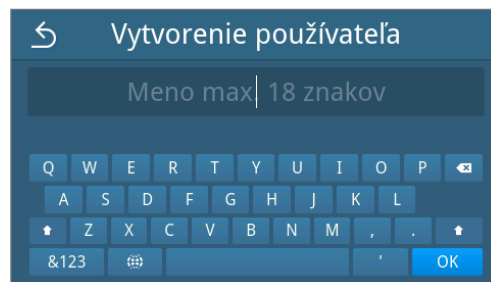 Vytvorenie používateľa
Meno max. 18 znakov
Q W E R T Y U I O P
A S D F G H J K L
Z X C V B N M , .
&123 ' OK